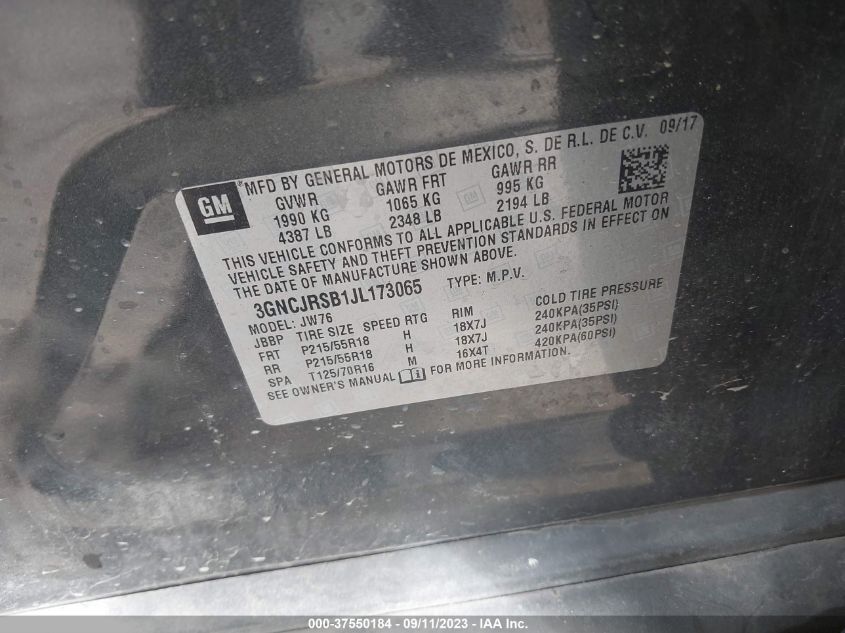 GM
*MFD BY GENERAL MOTORS DE MEXICO, S. DE R.L. DE C.V. 09/17
GVWR GAWR FRT GAWR RR
1990 KG 1065 KG 995 KG
4387 LB 2348 LB 2194 LB
THIS VEHICLE CONFORMS TO ALL APPLICABLE U.S. FEDERAL MOTOR
VEHICLE SAFETY AND THEFT PREVENTION STANDARDS IN EFFECT ON
THE DATE OF MANUFACTURE SHOWN ABOVE.
3GNCJRSB1JL173065 TYPE: M.P.V.
MODEL: JW76
JBBP TIRE SIZE SPEED RTG RIM COLD TIRE PRESSURE
FRT P215/55R18 H 18X7J 240KPA(35PSI)
RR P215/55R18 H 18X7J 240KPA(35PSI)
SPA T125/70R16 M 16X4T 420KPA(60PSI)
SEE OWNER'S MANUAL FOR MORE INFORMATION.
000-37550184 - 09/11/2023 - IAA Inc.